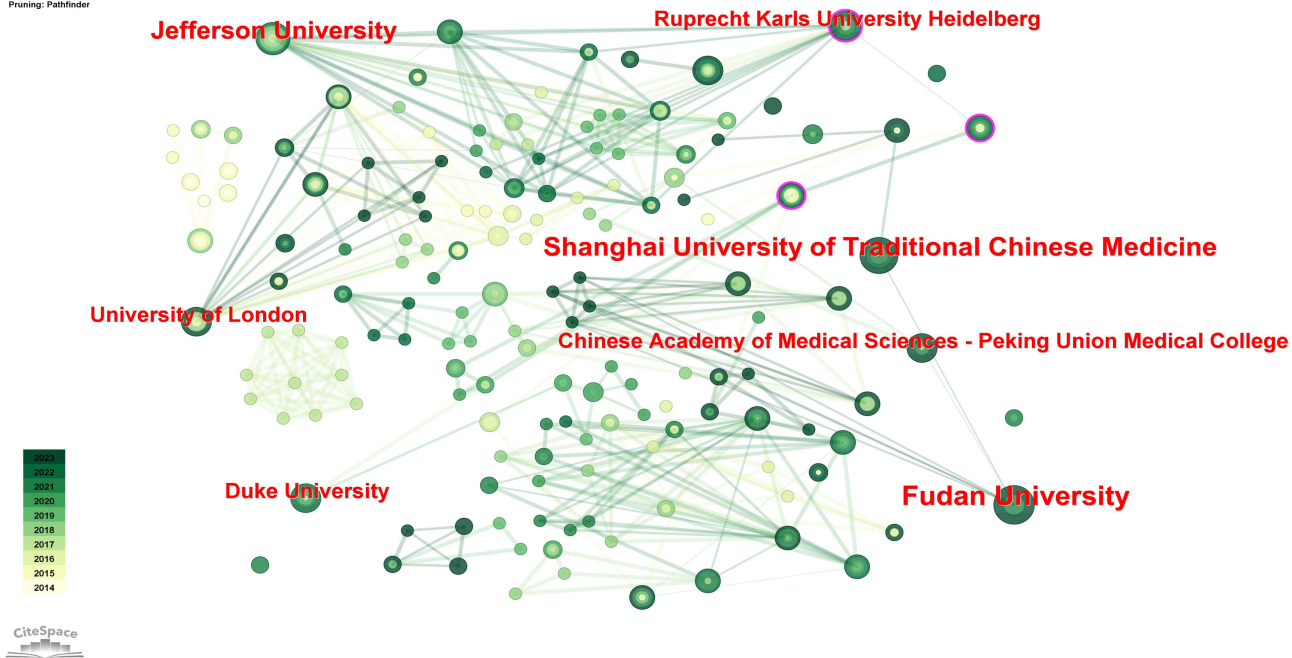 Pruning: Pathfinder
Jefferson University
Ruprecht Karls University Heidelberg
Shanghai University of Traditional Chinese Medicine
University of London
Chinese Academy of Medical Sciences - Peking Union Medical College
Duke University
Fudan University
2023
2022
2021
2020
2019
2018
2017
2016
2015
2014
CiteSpace